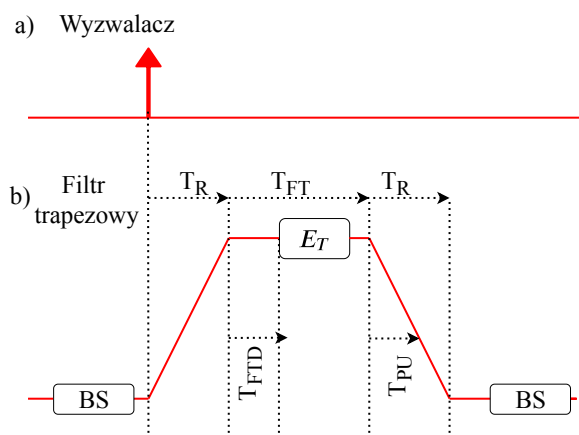 a) Wyzwalacz
b) Filtr
trapezowy
T_R T_FT T_R
E_T
T_FTD T_PU
BS BS